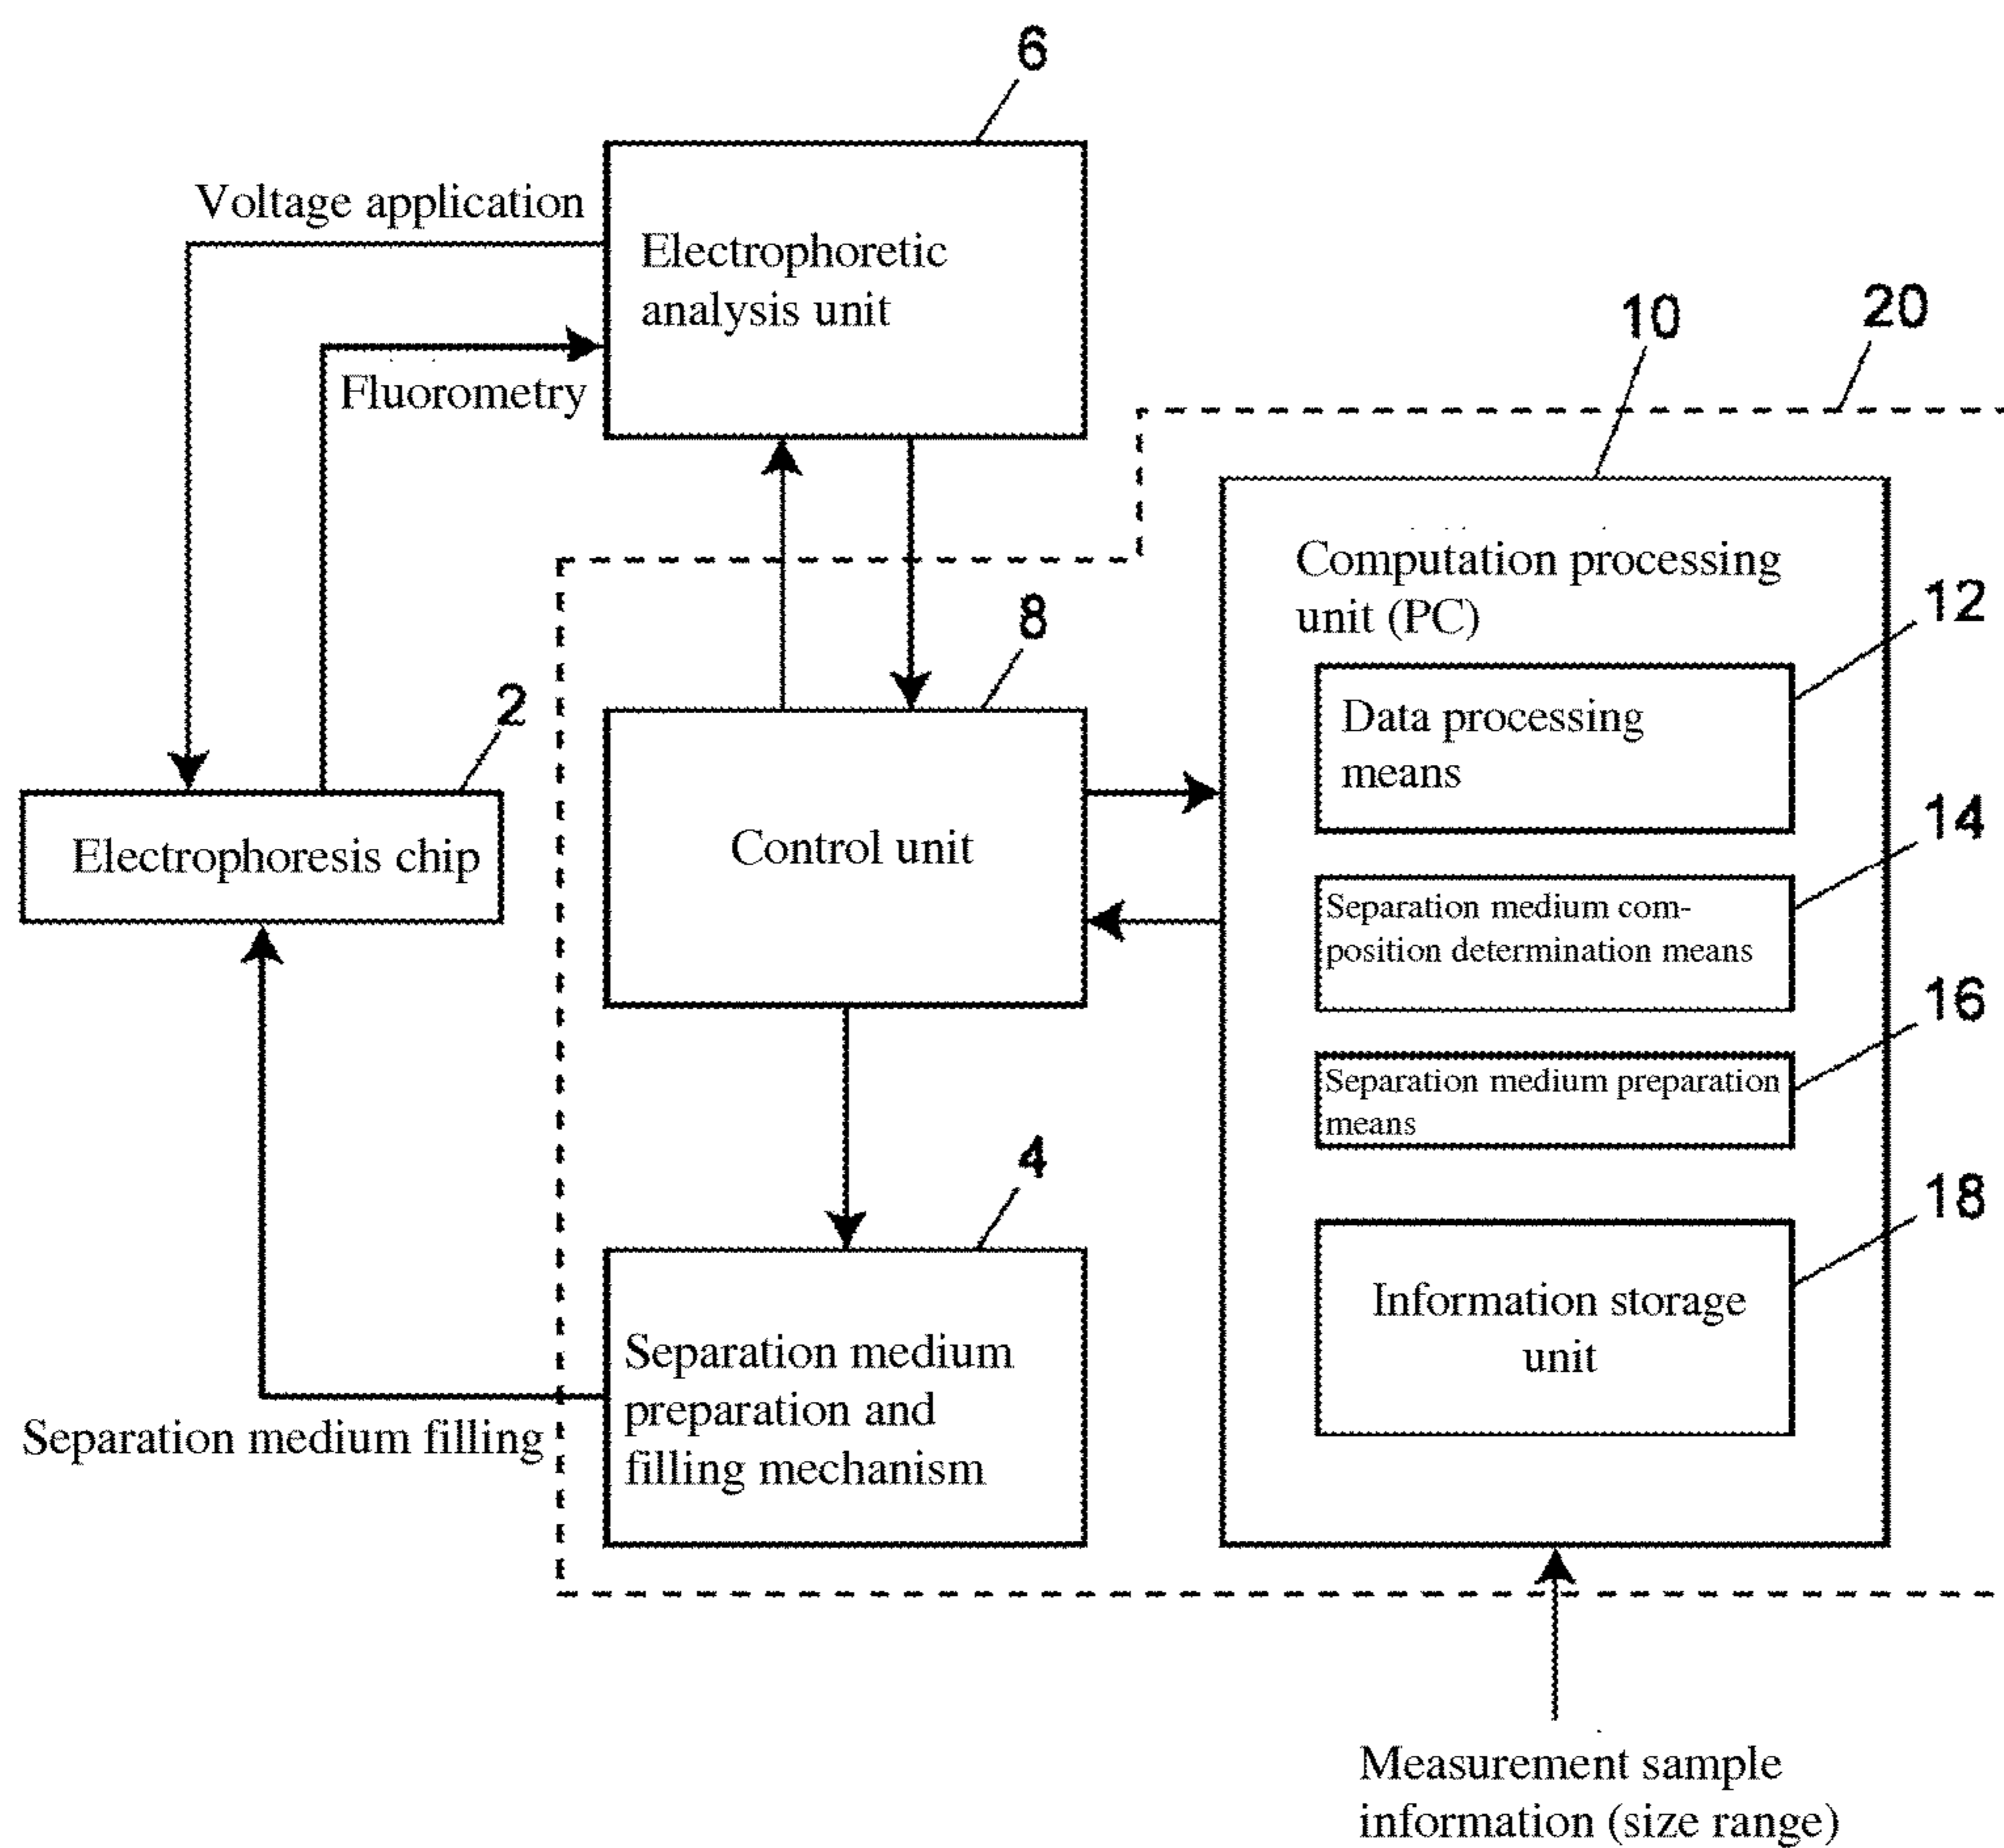 6
Voltage application
Electrophoretic
analysis unit
Fluorometry
10
20
Computation processing
unit (PC)
12
8
Data processing
means
2
Electrophoresis chip
Control unit
14
Separation medium com-
position determination means
16
Separation medium preparation
means
4
18
Information storage
unit
Separation medium
preparation and
filling mechanism
Separation medium filling
Measurement sample
information (size range)